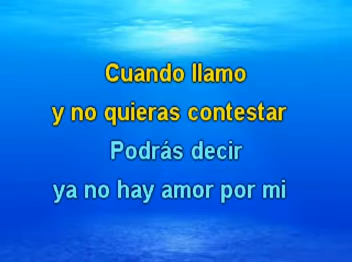 Cuando llamo
y no quieras contestar
Podrás decir
ya no hay amor por mi